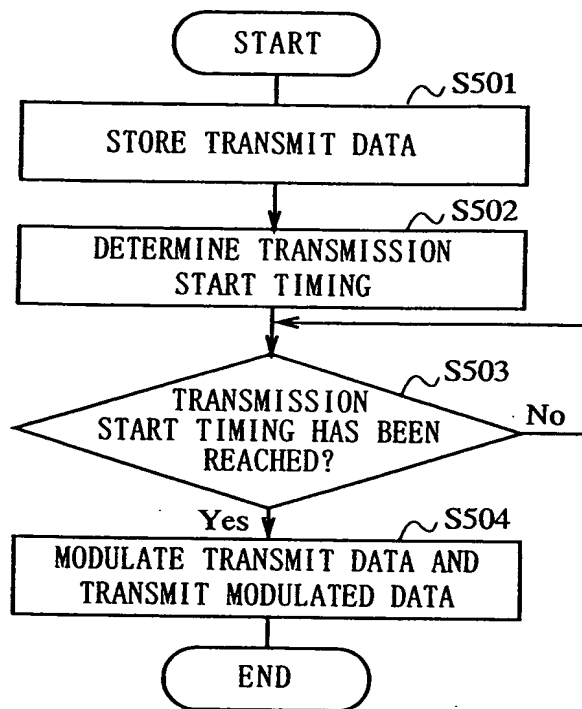 START
S501
STORE TRANSMIT DATA
S502
DETERMINE TRANSMISSION
START TIMING
S503
TRANSMISSION
START TIMING HAS BEEN
REACHED?
No
Yes
S504
MODULATE TRANSMIT DATA AND
TRANSMIT MODULATED DATA
END